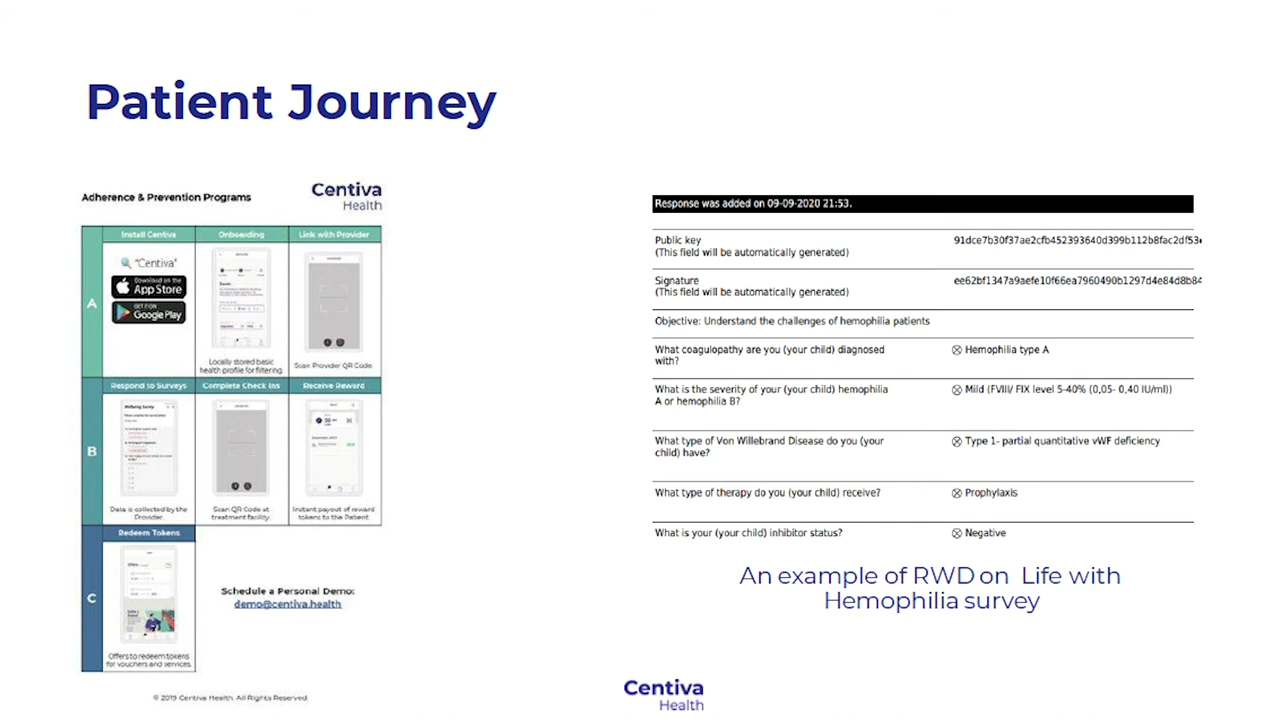 Patient Journey
Adherence & Prevention Programs
Centiva
Health
Install Centiva
Onboarding
Link with Provider
A
"Centiva"
Download on the
App Store
GET IT ON
Google Play
Locally stored basic
health profile for filtering
Scan Provider QR Code
Respond to Surveys
Complete Check Ins
Receive Reward
B
Wellbeing Survey
Data is collected by the
Provider.
Scan QR Code at
treatment facility.
Instant payout of reward
tokens to the Patient.
Redeem Tokens
C
Offers to redeem tokens
for vouchers and services.
Schedule a Personal Demo:
demo@centiva.health
© 2019 Centiva Health. All Rights Reserved.
Response was added on 09-09-2020 21:53.
Public key
(This field will be automatically generated)
91dce7b30f37ae2cfb452393640d399b112b8fac2df53
Signature
(This field will be automatically generated)
ee62bf1347a9aefe10f66ea7960490b1297d4e84d8b84
Objective: Understand the challenges of hemophilia patients
What coagulopathy are you (your child) diagnosed
with?
Hemophilia type A
What is the severity of your (your child) hemophilia
A or hemophilia B?
Mild (FVIII/ FIX level 5-40% (0,05- 0,40 IU/ml))
What type of Von Willebrand Disease do you (your
child) have?
Type 1- partial quantitative vWF deficiency
What type of therapy do you (your child) receive?
Prophylaxis
What is your (your child) inhibitor status?
Negative
An example of RWD on Life with
Hemophilia survey
Centiva
Health